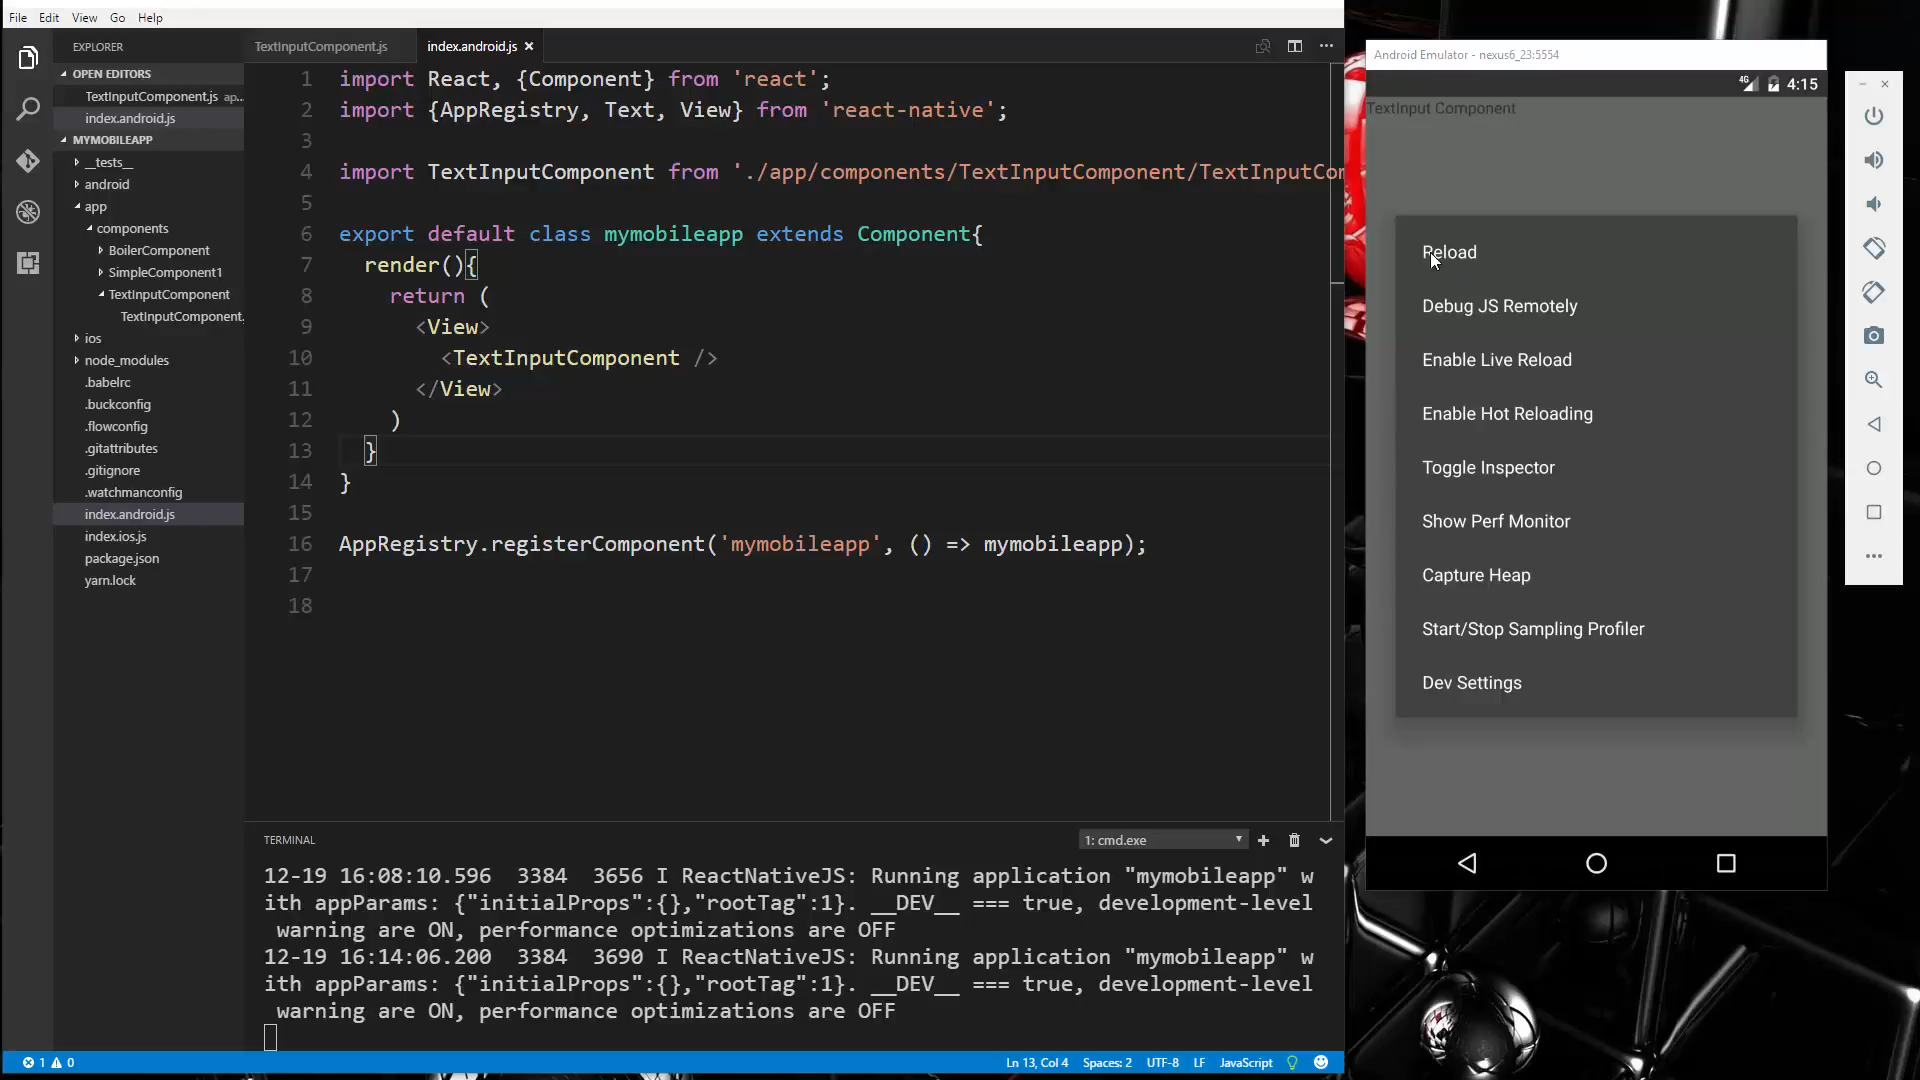 File Edit View Go Help
EXPLORER
OPEN EDITORS
TextInputComponent.js ap...
index.android.js
MYMOBILEAPP
__tests__
android
app
components
BoilerComponent
SimpleComponent1
TextInputComponent
TextInputComponent.
ios
node_modules
.babelrc
.buckconfig
.flowconfig
.gitattributes
.gitignore
.watchmanconfig
index.android.js
index.ios.js
package.json
yarn.lock
TextInputComponent.js index.android.js ×
1 import React, {Component} from 'react';
2 import {AppRegistry, Text, View} from 'react-native';
3
4 import TextInputComponent from './app/components/TextInputComponent/TextInputCom
5
6 export default class mymobileapp extends Component{
7 render(){
8 return (
9 <View>
10 <TextInputComponent />
11 </View>
12 )
13 }
14 }
15
16 AppRegistry.registerComponent('mymobileapp', () => mymobileapp);
17
18
TERMINAL 1: cmd.exe
12-19 16:08:10.596 3384 3656 I ReactNativeJS: Running application "mymobileapp" w
ith appParams: {"initialProps":{},"rootTag":1}. __DEV__ === true, development-level
warning are ON, performance optimizations are OFF
12-19 16:14:06.200 3384 3690 I ReactNativeJS: Running application "mymobileapp" w
ith appParams: {"initialProps":{},"rootTag":1}. __DEV__ === true, development-level
warning are ON, performance optimizations are OFF
1 0 Ln 13, Col 4 Spaces: 2 UTF-8 LF JavaScript
Android Emulator - nexus6_23:5554
4G 4:15
TextInput Component
Reload
Debug JS Remotely
Enable Live Reload
Enable Hot Reloading
Toggle Inspector
Show Perf Monitor
Capture Heap
Start/Stop Sampling Profiler
Dev Settings